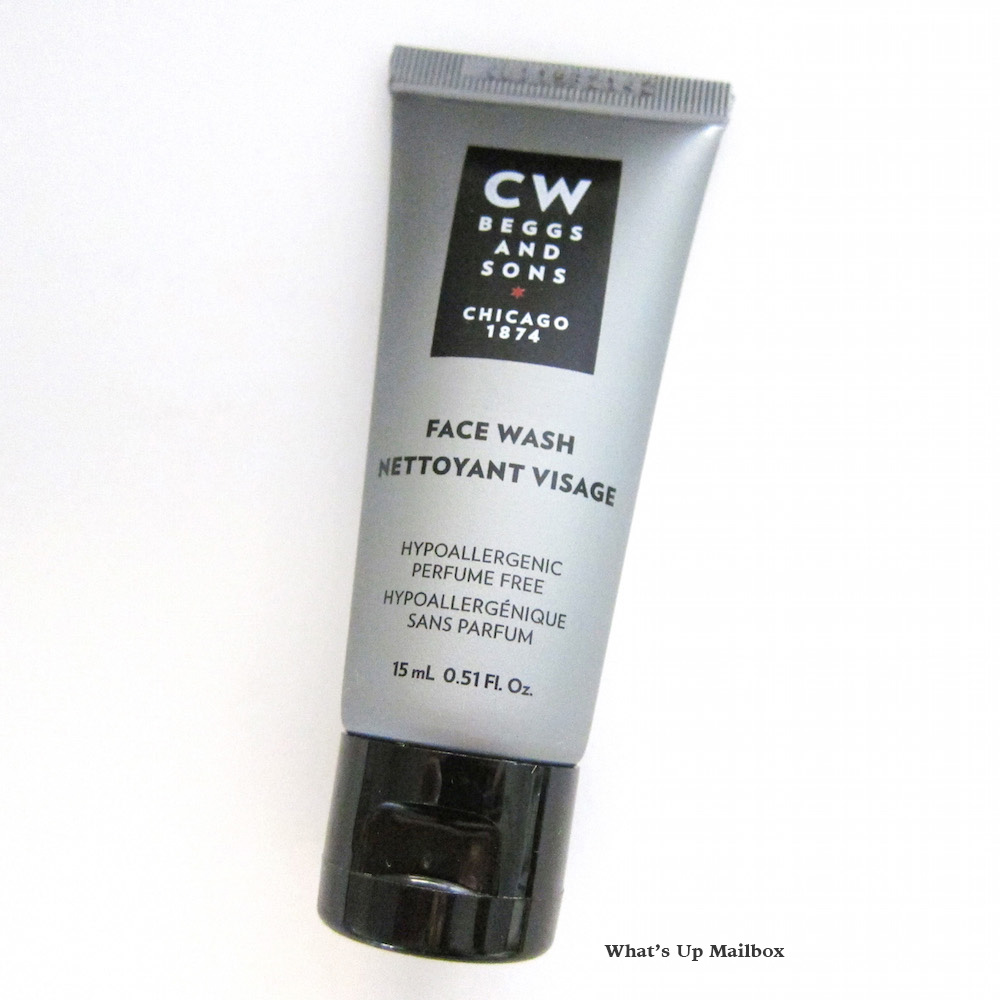 CW
BEGGS
AND
SONS
CHICAGO
1874
FACE WASH
NETTOYANT VISAGE
HYPOALLERGENIC
PERFUME FREE
HYPOALLERGÉNIQUE
SANS PARFUM
15 mL 0.51 Fl. Oz.
What's Up Mailbox